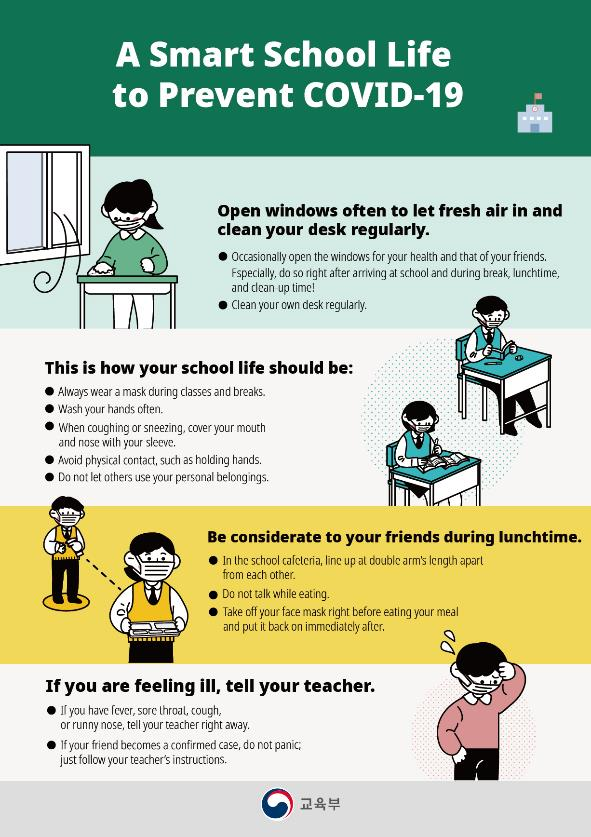 A Smart School Life
to Prevent COVID-19
Open windows often to let fresh air in and
clean your desk regularly.
● Occasionally open the windows for your health and that of your friends.
Especially, do so right after arriving at school and during break, lunchtime,
and clean-up time!
● Clean your own desk regularly.
This is how your school life should be:
● Always wear a mask during classes and breaks.
● Wash your hands often.
● When coughing or sneezing, cover your mouth
and nose with your sleeve.
● Avoid physical contact, such as holding hands.
● Do not let others use your personal belongings.
Be considerate to your friends during lunchtime.
● In the school cafeteria, line up at double arm's length apart
from each other.
● Do not talk while eating.
● Take off your face mask right before eating your meal
and put it back on immediately after.
If you are feeling ill, tell your teacher.
● If you have fever, sore throat, cough,
or runny nose, tell your teacher right away.
● If your friend becomes a confirmed case, do not panic;
just follow your teacher's instructions.
교육부